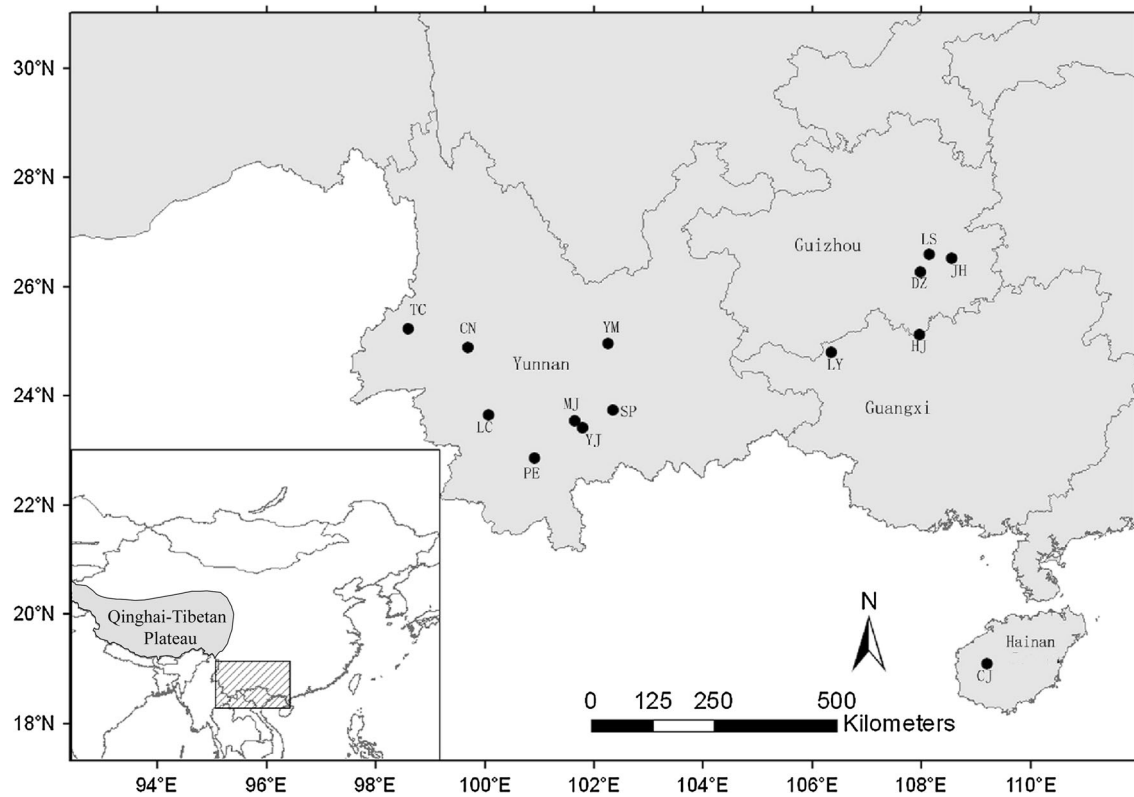 30°N
28°N
26°N
24°N
22°N
20°N
18°N
Guizhou
LS
JH
DZ
TC
CN
YM
Yunnan
HJ
LY
Guangxi
MJ
SP
LC
YJ
PE
Qinghai-Tibetan
Plateau
N
Hainan
CJ
0 125 250 500
Kilometers
94°E 96°E 98°E 100°E 102°E 104°E 106°E 108°E 110°E